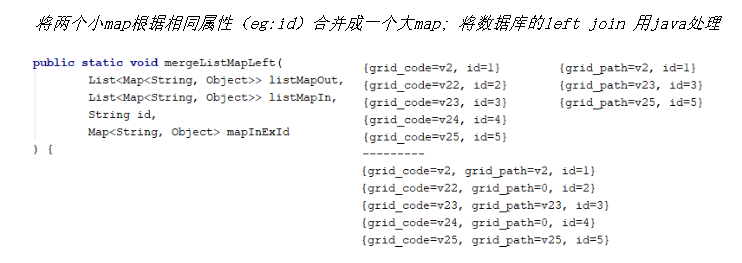 将两个小map根据相同属性（eg:id）合并成一个大map; 将数据库的left join 用java处理
public static void mergeListMapLeft(
List<Map<String, Object>> listMapOut,
List<Map<String, Object>> listMapIn,
String id,
Map<String, Object> mapInExId
) {
{grid_code=v2, id=1}
{grid_code=v22, id=2}
{grid_code=v23, id=3}
{grid_code=v24, id=4}
{grid_code=v25, id=5}
{grid_path=v2, id=1}
{grid_path=v23, id=3}
{grid_path=v25, id=5}
---------
{grid_code=v2, grid_path=v2, id=1}
{grid_code=v22, grid_path=0, id=2}
{grid_code=v23, grid_path=v23, id=3}
{grid_code=v24, grid_path=0, id=4}
{grid_code=v25, grid_path=v25, id=5}